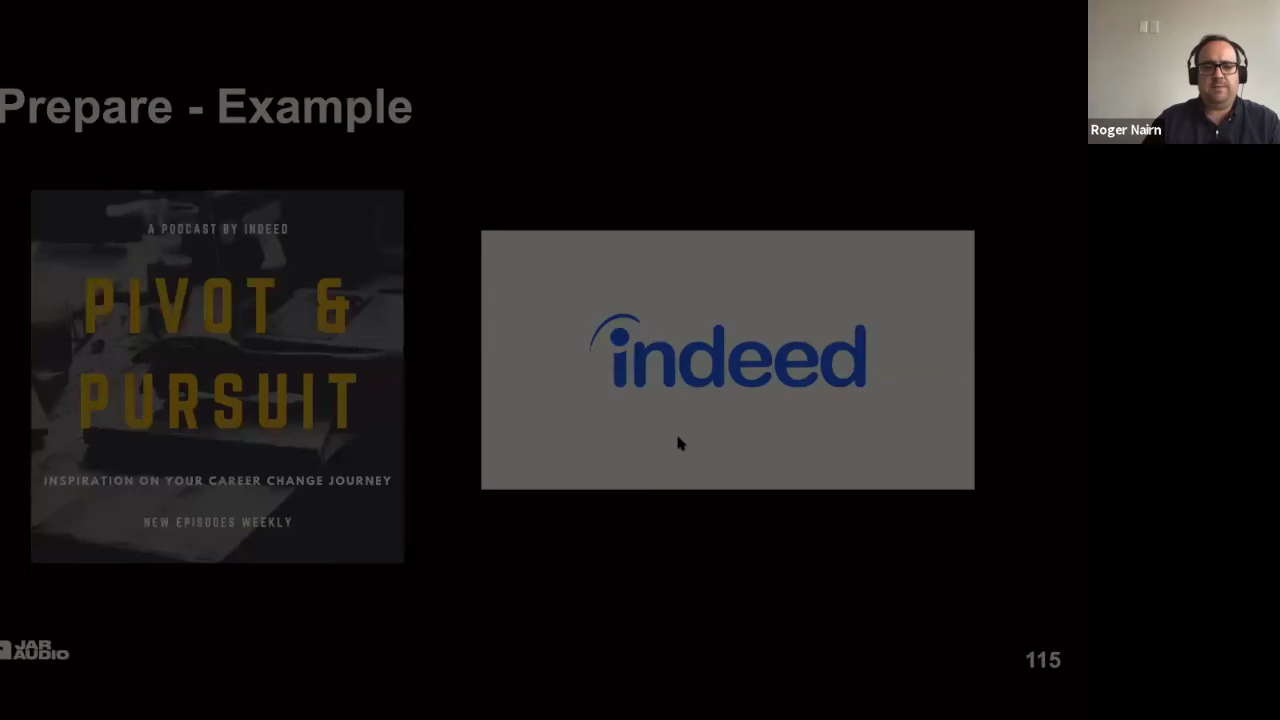 Prepare - Example
Roger Nairn
A PODCAST BY INDEED
PIVOT &
PURSUIT
INSPIRATION ON YOUR CAREER CHANGE JOURNEY
NEW EPISODES WEEKLY
indeed
JAR
AUDIO
115